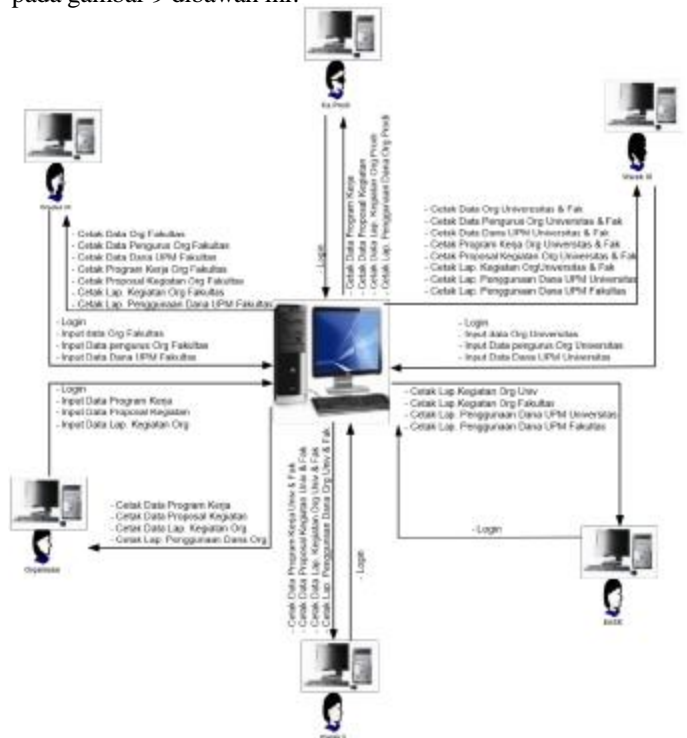 pada gambar 9 dibawah ini:
Ka Prodi
Warek III
- Login
- Cetak Data Program Kerja
- Cetak Data Proposal Kegiatan
- Cetak Data Lap. Kegiatan Org Prodi
- Cetak Lap. Penggunaan Dana Org Prodi
- Cetak Data Org Fakultas
- Cetak Data Pengurus Org Fakultas
- Cetak Data Dana UPM Fakultas
- Cetak Program Kerja Org Fakultas
- Cetak Proposal Kegiatan Org Fakultas
- Cetak Lap. Kegiatan Org Fakultas
- Cetak Lap. Penggunaan Dana UPM Fakultas
- Cetak Data Org Universitas & Fak
- Cetak Data Pengurus Org Universitas & Fak
- Cetak Data Dana UPM Universitas & Fak
- Cetak Program Kerja Org Universitas & Fak
- Cetak Proposal Kegiatan Org Universitas & Fak
- Cetak Lap. Kegiatan OrgUniversitas & Fak
- Cetak Lap. Penggunaan Dana UPM Universitas
- Cetak Lap. Penggunaan Dana UPM Fakultas
- Login
- Input data Org Fakultas
- Input Data pengurus Org Fakultas
- Input Data Dana UPM Fakultas
- Login
- Input data Org Universitas
- Input Data pengurus Org Universitas
- Input Data Dana UPM Universitas
- Login
- Input Data Program Kerja
- Input Data Proposal Kegiatan
- Input Data Lap. Kegiatan Org
- Cetak Lap.Kegiatan Org Univ
- Cetak Lap.Kegiatan Org Fakultas
- Cetak Lap. Penggunaan Dana UPM Universitas
- Cetak Lap. Penggunaan Dana UPM Fakultas
Organisasi
- Cetak Data Program Kerja
- Cetak Data Proposal Kegiatan
- Cetak Data Lap. Kegiatan Org
- Cetak Lap. Penggunaan Dana Org
- Cetak Data Program Kerja Univ & Fak
- Cetak Data Proposal Kegiatan Univ & Fak
- Cetak Data Lap. Kegiatan Org Univ & Fak
- Cetak Lap. Penggunaan Dana Org Univ & Fak
- Login
- Login